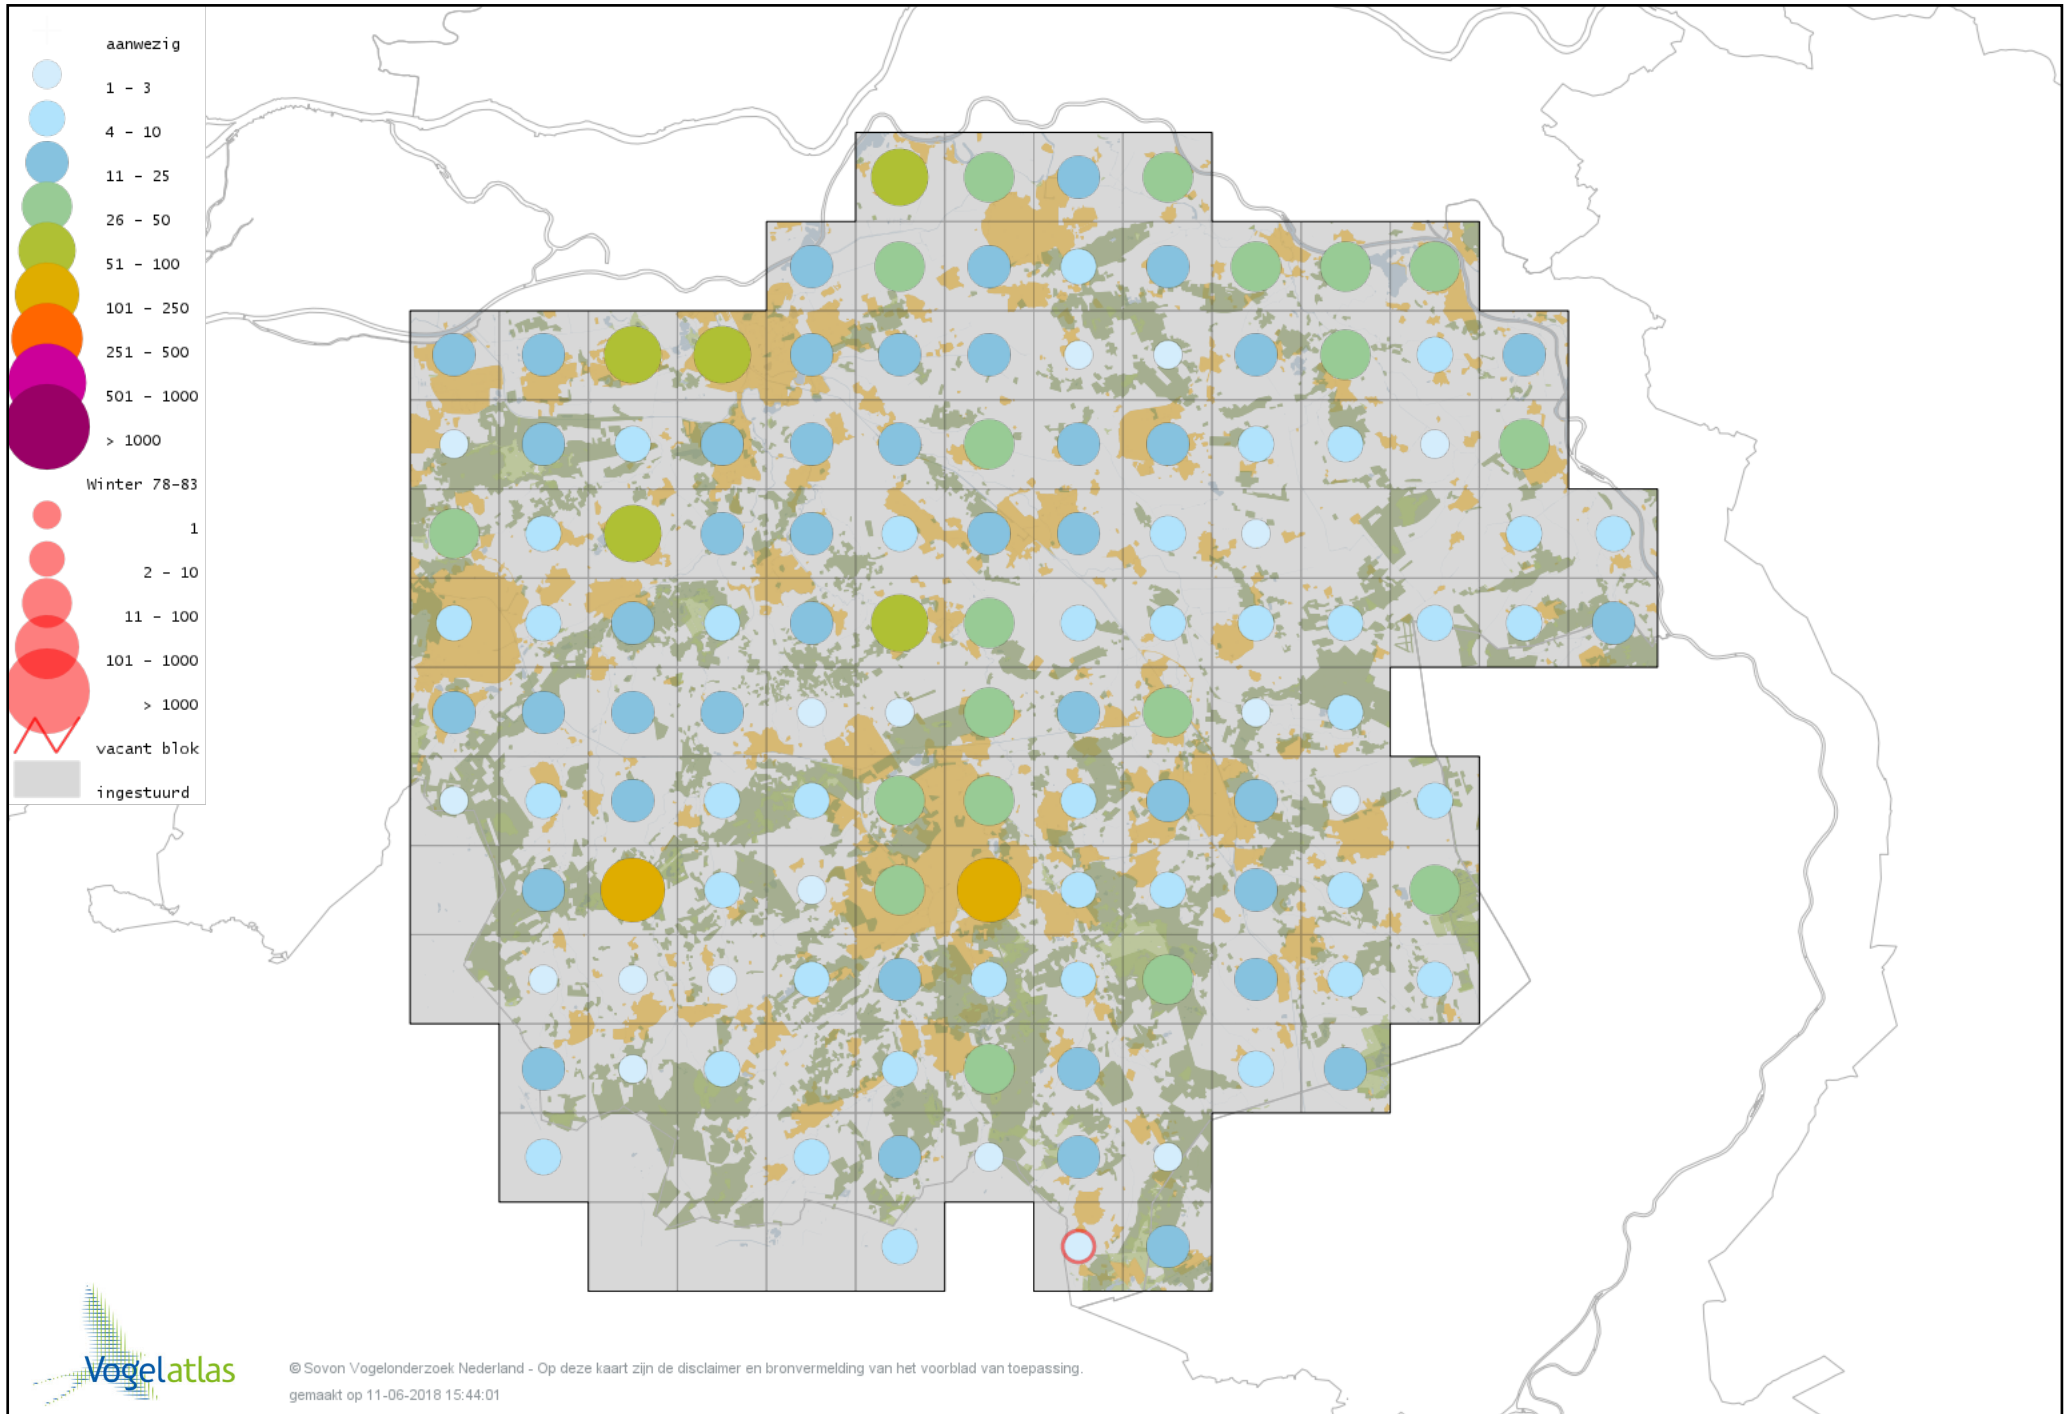 aanwezig
1 - 3
4 - 10
11 - 25
26 - 50
51 - 100
101 - 250
251 - 500
501 - 1000
> 1000
Winter 78-83
1
2 - 10
11 - 100
101 - 1000
> 1000
vacant blok
ingestuurd
Vogelatlas
© Sovon Vogelonderzoek Nederland - Op deze kaart zijn de disclaimer en bronvermelding van het voorblad van toepassing.
gemaakt op 11-06-2018 15:44:01